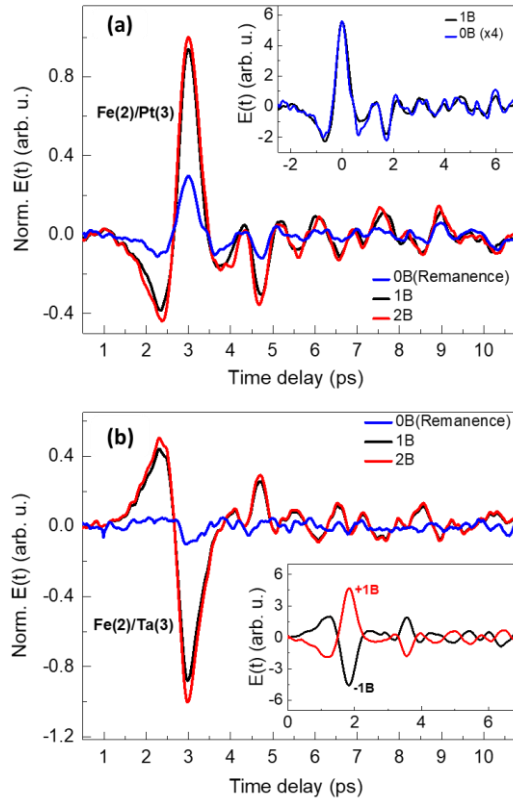 (a)
1B
0B (x4)
E(t) (arb. u.)
6
4
2
0
-2
-2 0 2 4 6
Fe(2)/Pt(3)
Norm. E(t) (arb. u.)
0.8
0.4
0.0
-0.4
0B(Remanence)
1B
2B
1 2 3 4 5 6 7 8 9 10
Time delay (ps)
(b)
0B(Remanence)
1B
2B
Norm. E(t) (arb. u.)
0.4
0.0
-0.4
-0.8
-1.2
Fe(2)/Ta(3)
E(t) (arb. u.)
6
3
0
-3
-6
+1B
-1B
0 2 4 6
1 2 3 4 5 6 7 8 9 10
Time delay (ps)